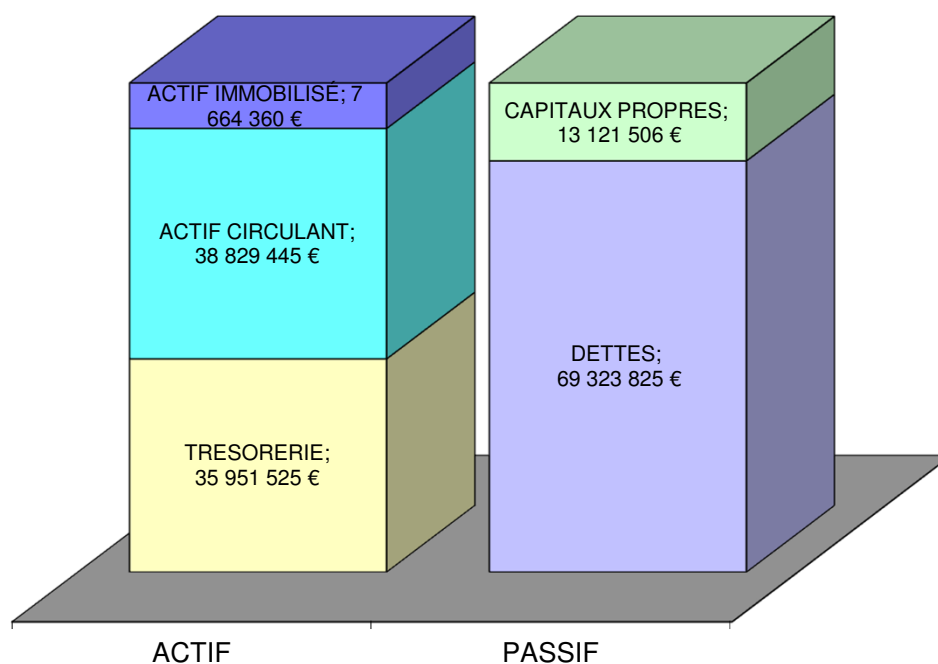 ACTIF IMMOBILISÉ; 7
664 360 €
CAPITAUX PROPRES;
13 121 506 €
ACTIF CIRCULANT;
38 829 445 €
DETTES;
69 323 825 €
TRESORERIE;
35 951 525 €
ACTIF
PASSIF